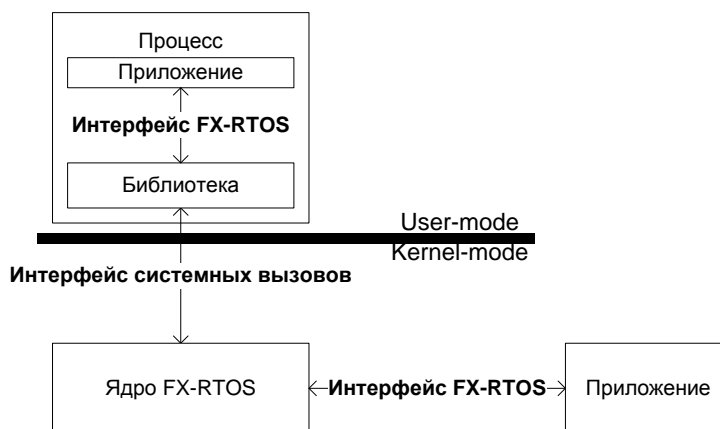 Процесс
Приложение
Интерфейс FX-RTOS
Библиотека
User-mode
Kernel-mode
Интерфейс системных вызовов
Ядро FX-RTOS
Интерфейс FX-RTOS
Приложение